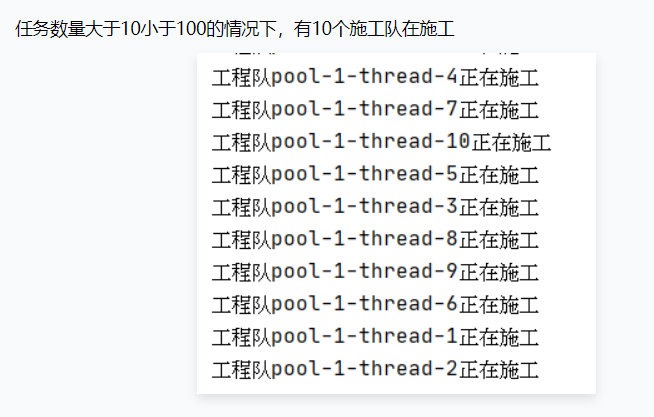 任务数量大于10小于100的情况下，有10个施工队在施工
工程队pool-1-thread-4正在施工
工程队pool-1-thread-7正在施工
工程队pool-1-thread-10正在施工
工程队pool-1-thread-5正在施工
工程队pool-1-thread-3正在施工
工程队pool-1-thread-8正在施工
工程队pool-1-thread-9正在施工
工程队pool-1-thread-6正在施工
工程队pool-1-thread-1正在施工
工程队pool-1-thread-2正在施工